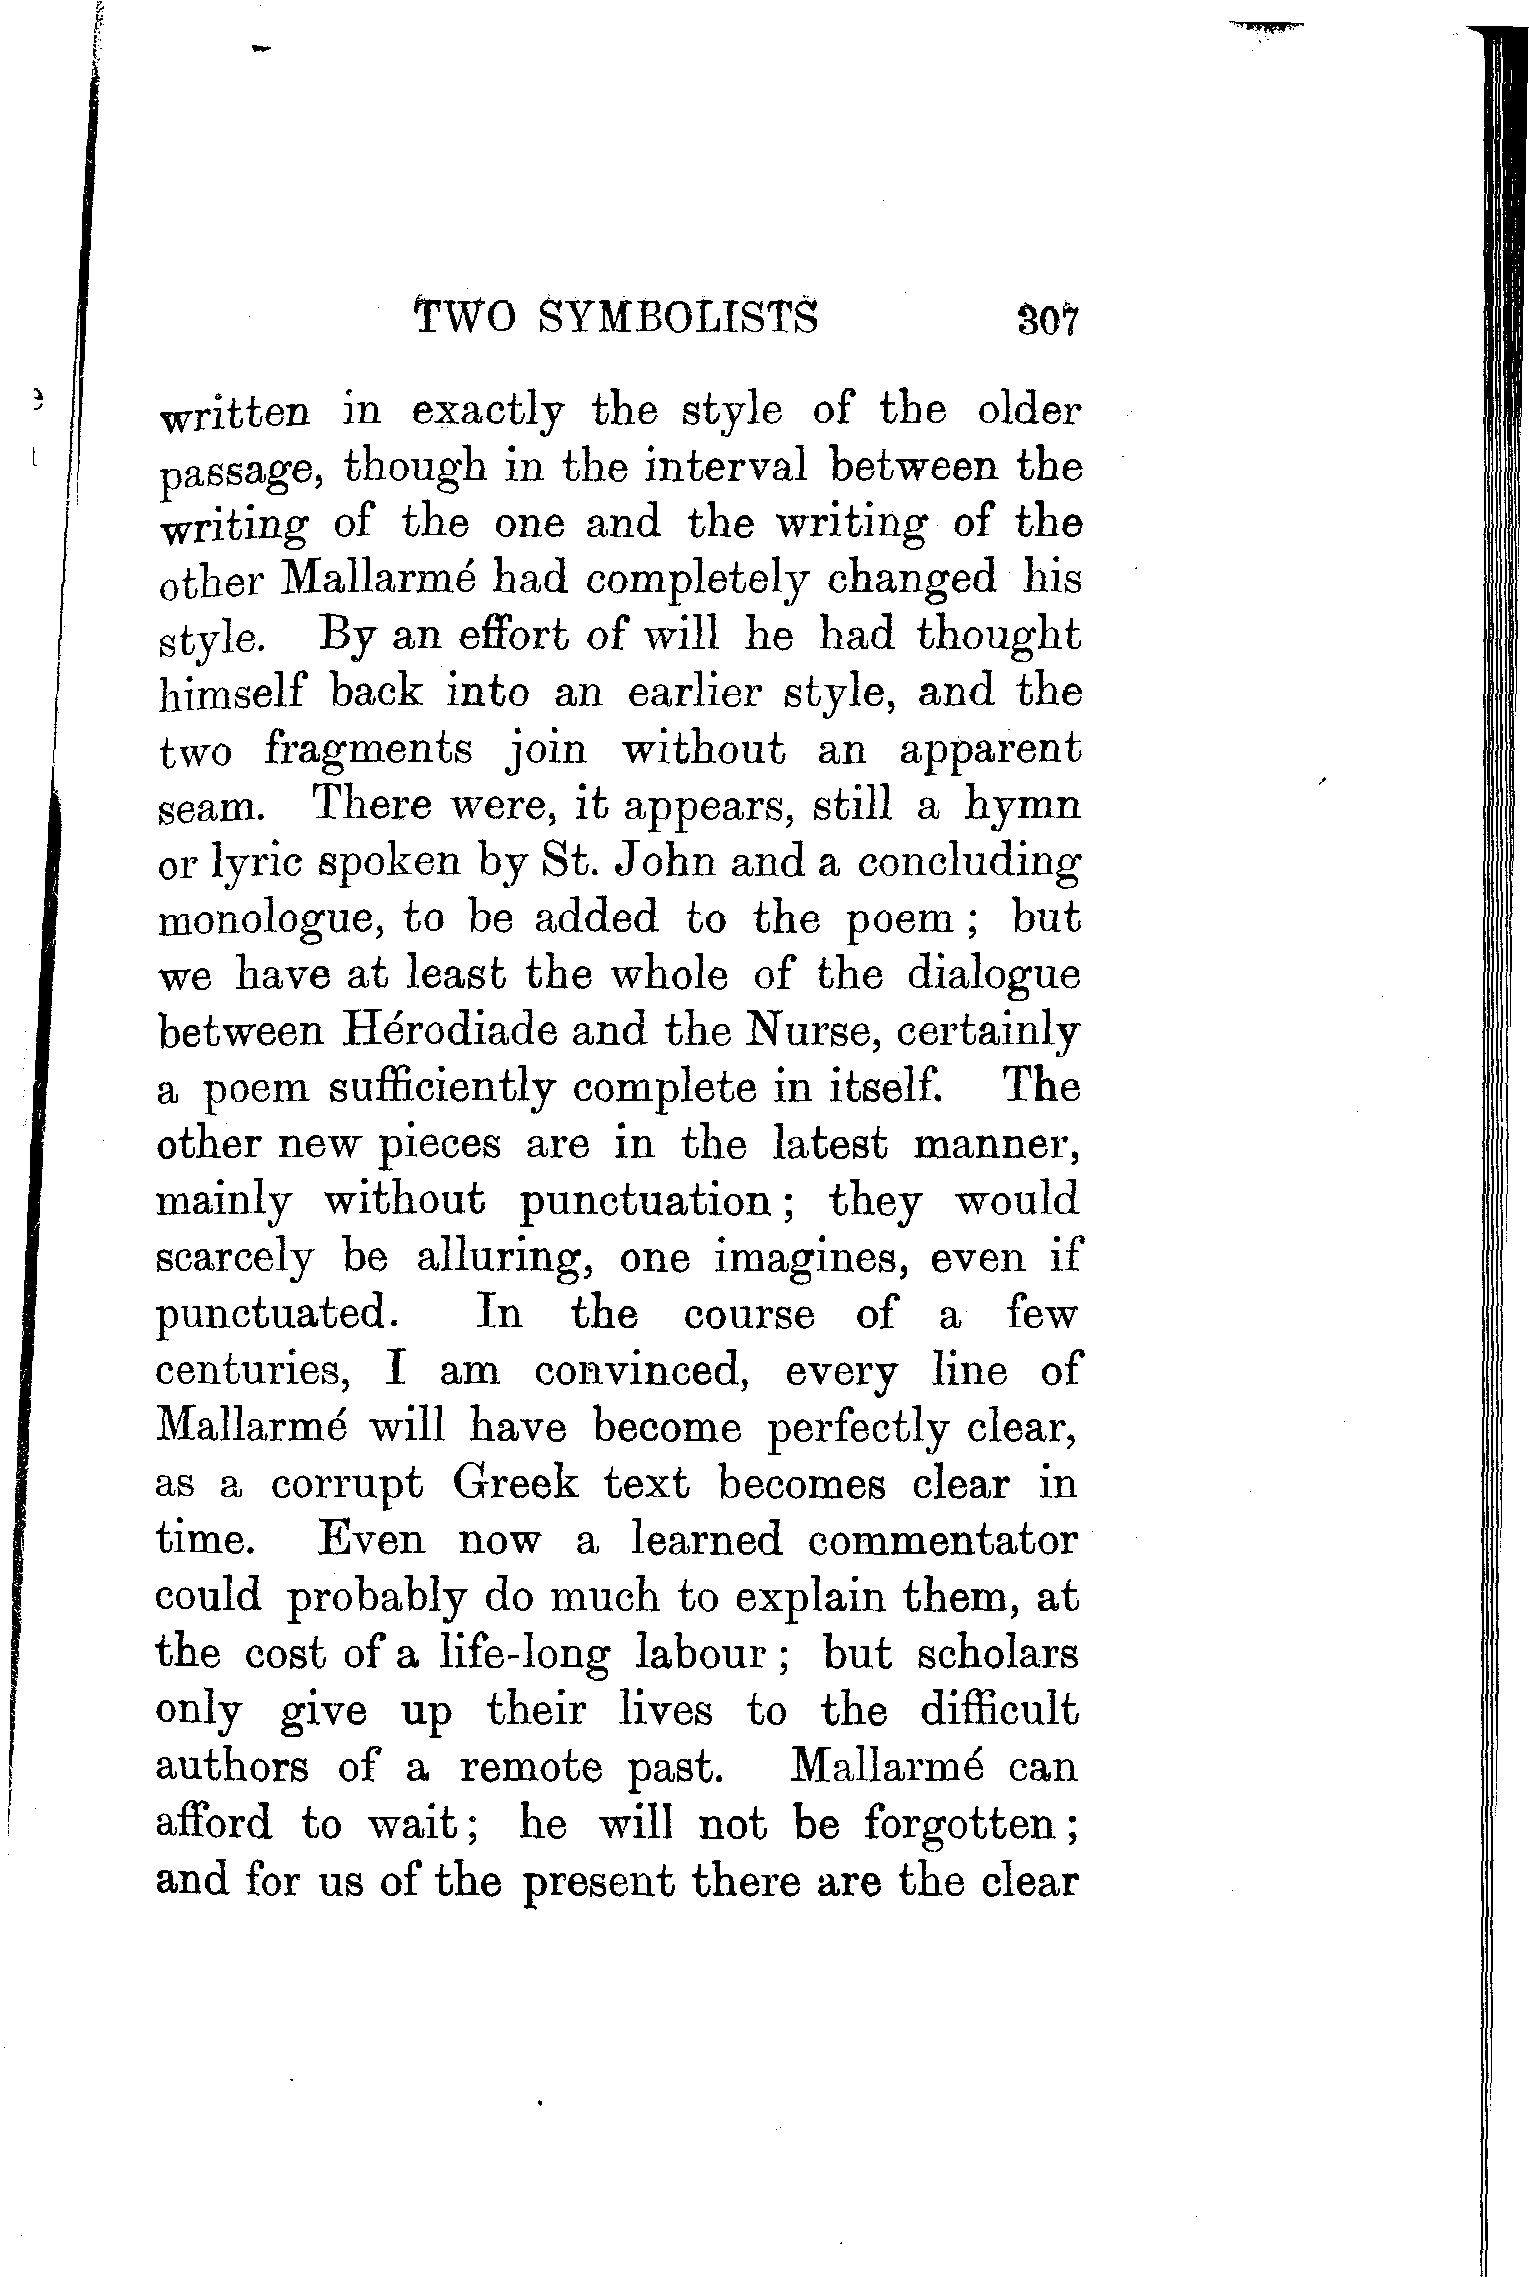 TWO SYMBOLISTS 307
written in exactly the style of the older
passage, though in the interval between the
writing of the one and the writing of the
other Mallarmé had completely changed his
style. By an effort of will he had thought
himself back into an earlier style, and the
two fragments join without an apparent
seam. There were, it appears, still a hymn
or lyric spoken by St. John and a concluding
monologue, to be added to the poem ; but
we have at least the whole of the dialogue
between Hérodiade and the Nurse, certainly
a poem sufficiently complete in itself. The
other new pieces are in the latest manner,
mainly without punctuation ; they would
scarcely be alluring, one imagines, even if
punctuated. In the course of a few
centuries, I am convinced, every line of
Mallarmé will have become perfectly clear,
as a corrupt Greek text becomes clear in
time. Even now a learned commentator
could probably do much to explain them, at
the cost of a life-long labour ; but scholars
only give up their lives to the difficult
authors of a remote past. Mallarmé can
afford to wait ; he will not be forgotten ;
and for us of the present there are the clear